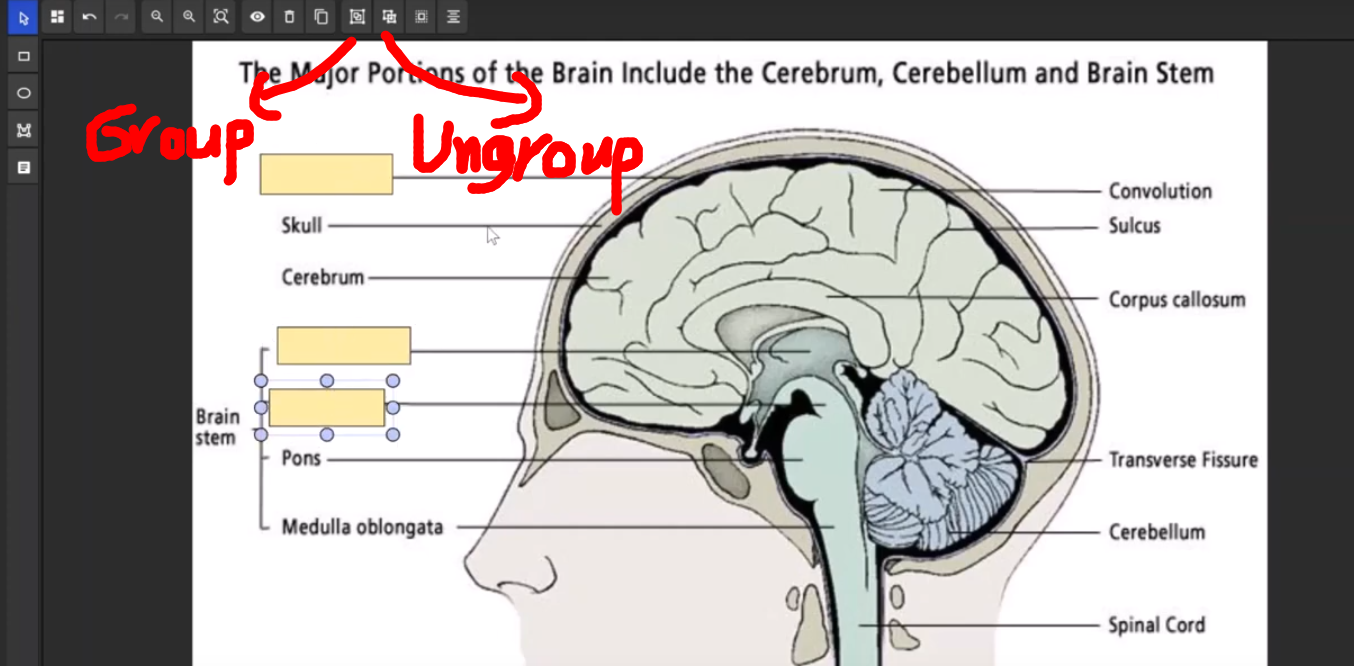 The Major Portions of the Brain Include the Cerebrum, Cerebellum and Brain Stem
Group
Ungroup
Skull
Cerebrum
Brain
stem
Pons
Medulla oblongata
Convolution
Sulcus
Corpus callosum
Transverse Fissure
Cerebellum
Spinal Cord